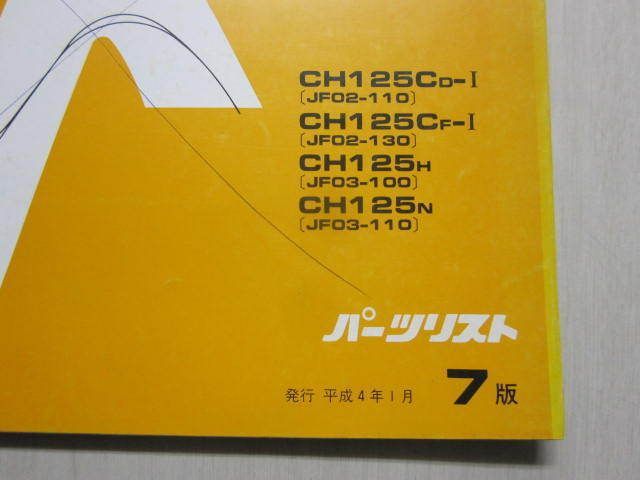 CH125CD-I
〔JF02-110〕
CH125CF-I
〔JF02-130〕
CH125H
〔JF03-100〕
CH125N
〔JF03-110〕
パーツリスト
発行 平成4年1月 7版